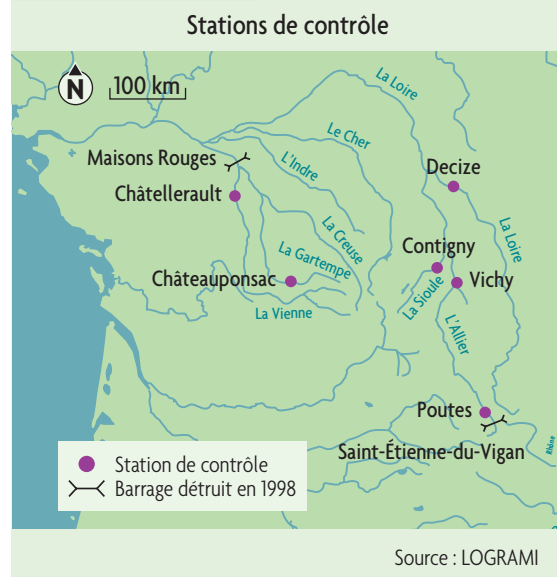 Stations de contrôle
N
100 km
La Loire
Le Cher
Maisons Rouges
L'Indre
Decize
Châtellerault
La Creuse
La Loire
La Gartempe
Contigny
Châteauponsac
Vichy
La Sioule
La Vienne
L'Allier
Poutes
Rhône
Saint-Étienne-du-Vigan
Station de contrôle
Barrage détruit en 1998
Source : LOGRAMI